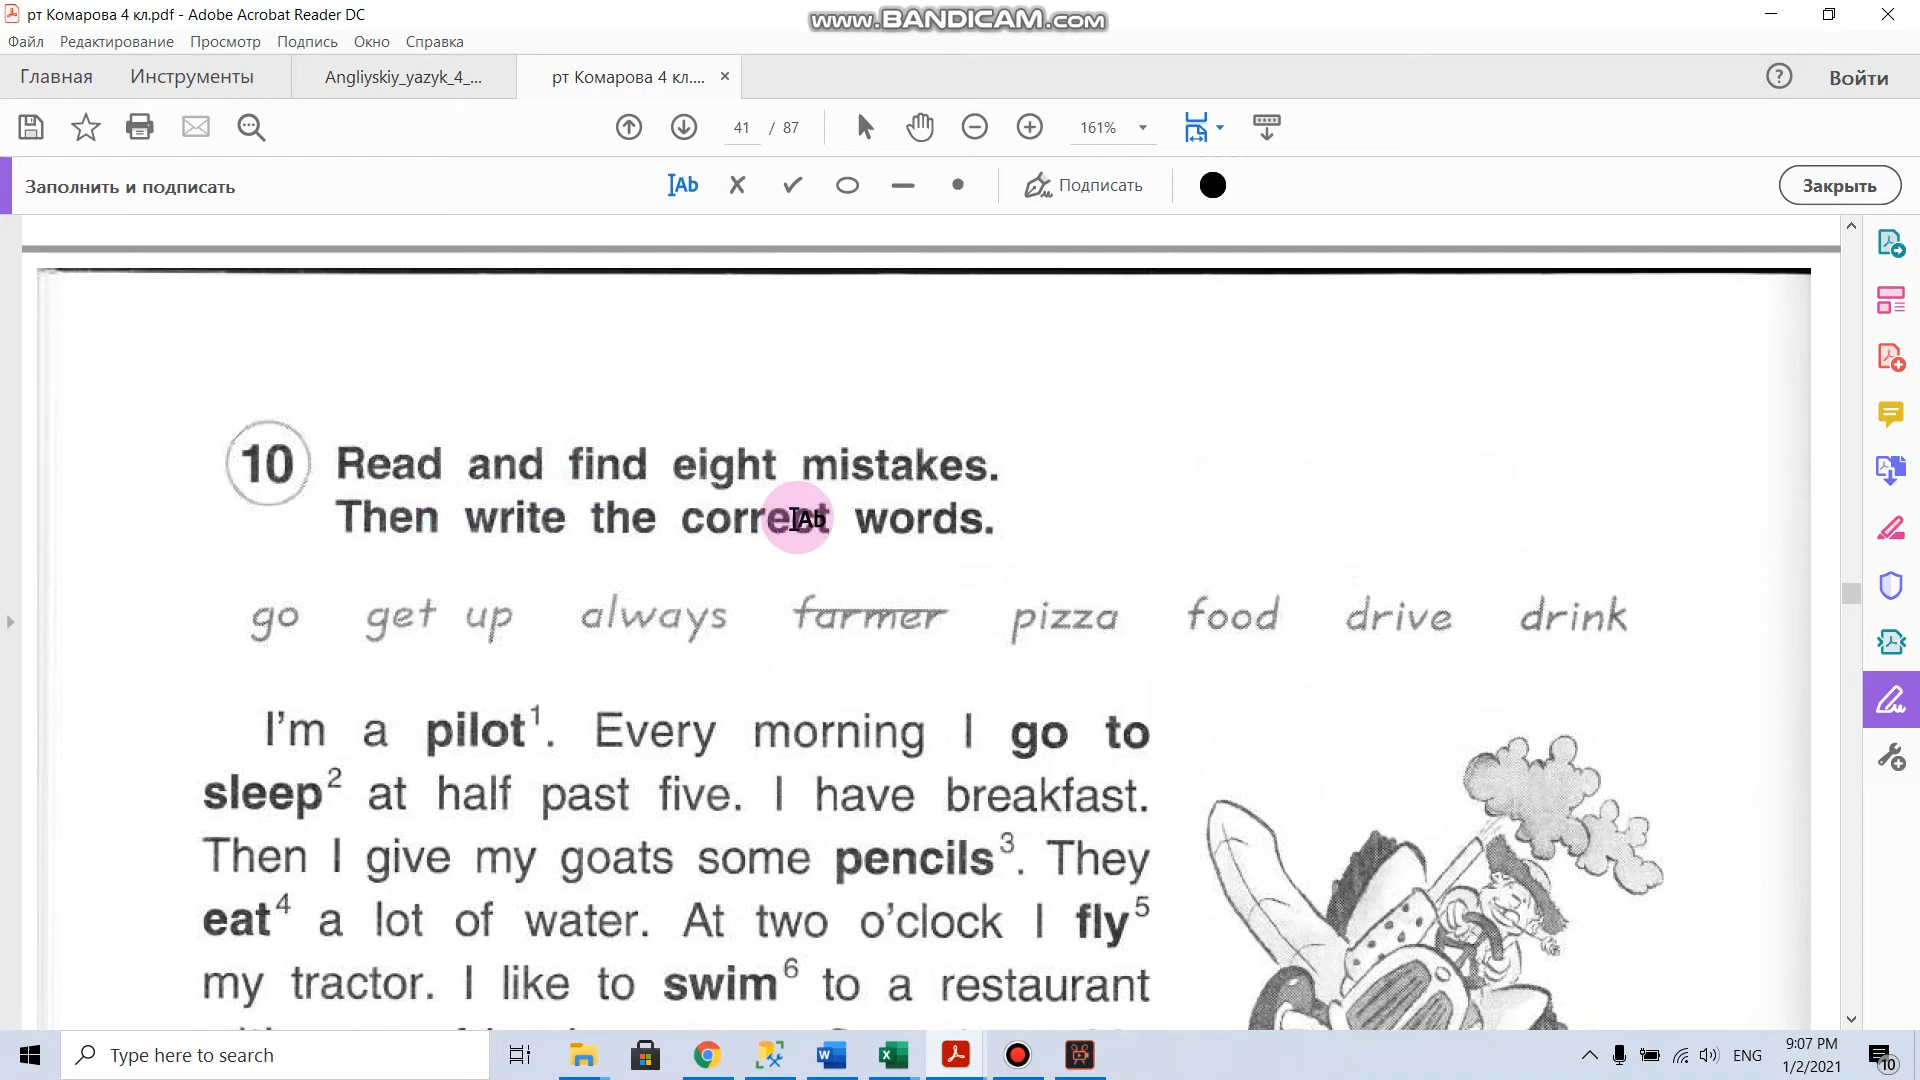 рт Комарова 4 кл.pdf - Adobe Acrobat Reader DC
www.BANDICAM.com
Файл Редактирование Просмотр Подпись Окно Справка
Главная Инструменты Angliyskiy_yazyk_4_... рт Комарова 4 кл.... × ? Войти
41 / 87 161%
Заполнить и подписать Ab Подписать Закрыть
10 Read and find eight mistakes.
Then write the correct words.
go get up always farmer pizza food drive drink
I'm a pilot1. Every morning I go to
sleep2 at half past five. I have breakfast.
Then I give my goats some pencils3. They
eat4 a lot of water. At two o'clock I fly5
my tractor. I like to swim6 to a restaurant
Type here to search ENG 9:07 PM
1/2/2021 10